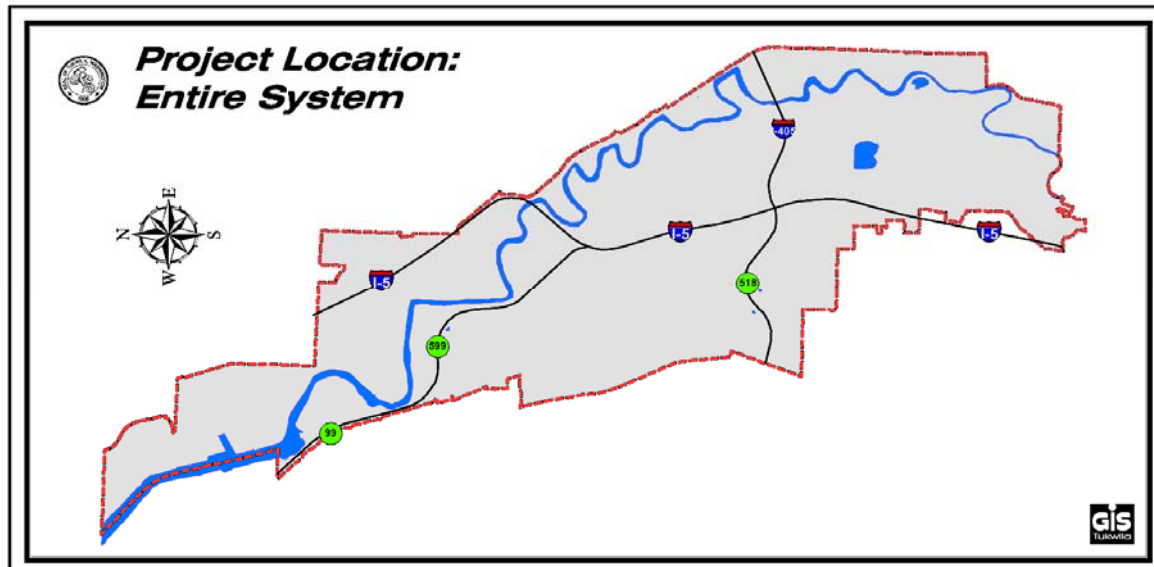 Project Location:
Entire System
E
N
S
W
I-405
I-5
I-5
I-5
518
599
99
GIS
Tukwila